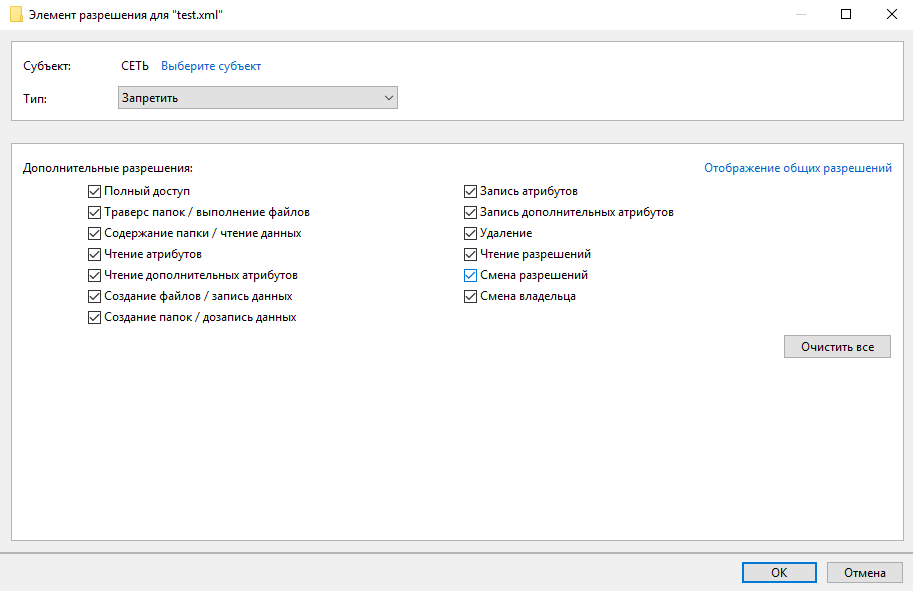 Элемент разрешения для "test.xml"
Субъект: СЕТЬ Выберите субъект
Тип: Запретить
Дополнительные разрешения: Отображение общих разрешений
Полный доступ Запись атрибутов
Траверс папок / выполнение файлов Запись дополнительных атрибутов
Содержание папки / чтение данных Удаление
Чтение атрибутов Чтение разрешений
Чтение дополнительных атрибутов Смена разрешений
Создание файлов / запись данных Смена владельца
Создание папок / дозапись данных
Очистить все
ОК Отмена